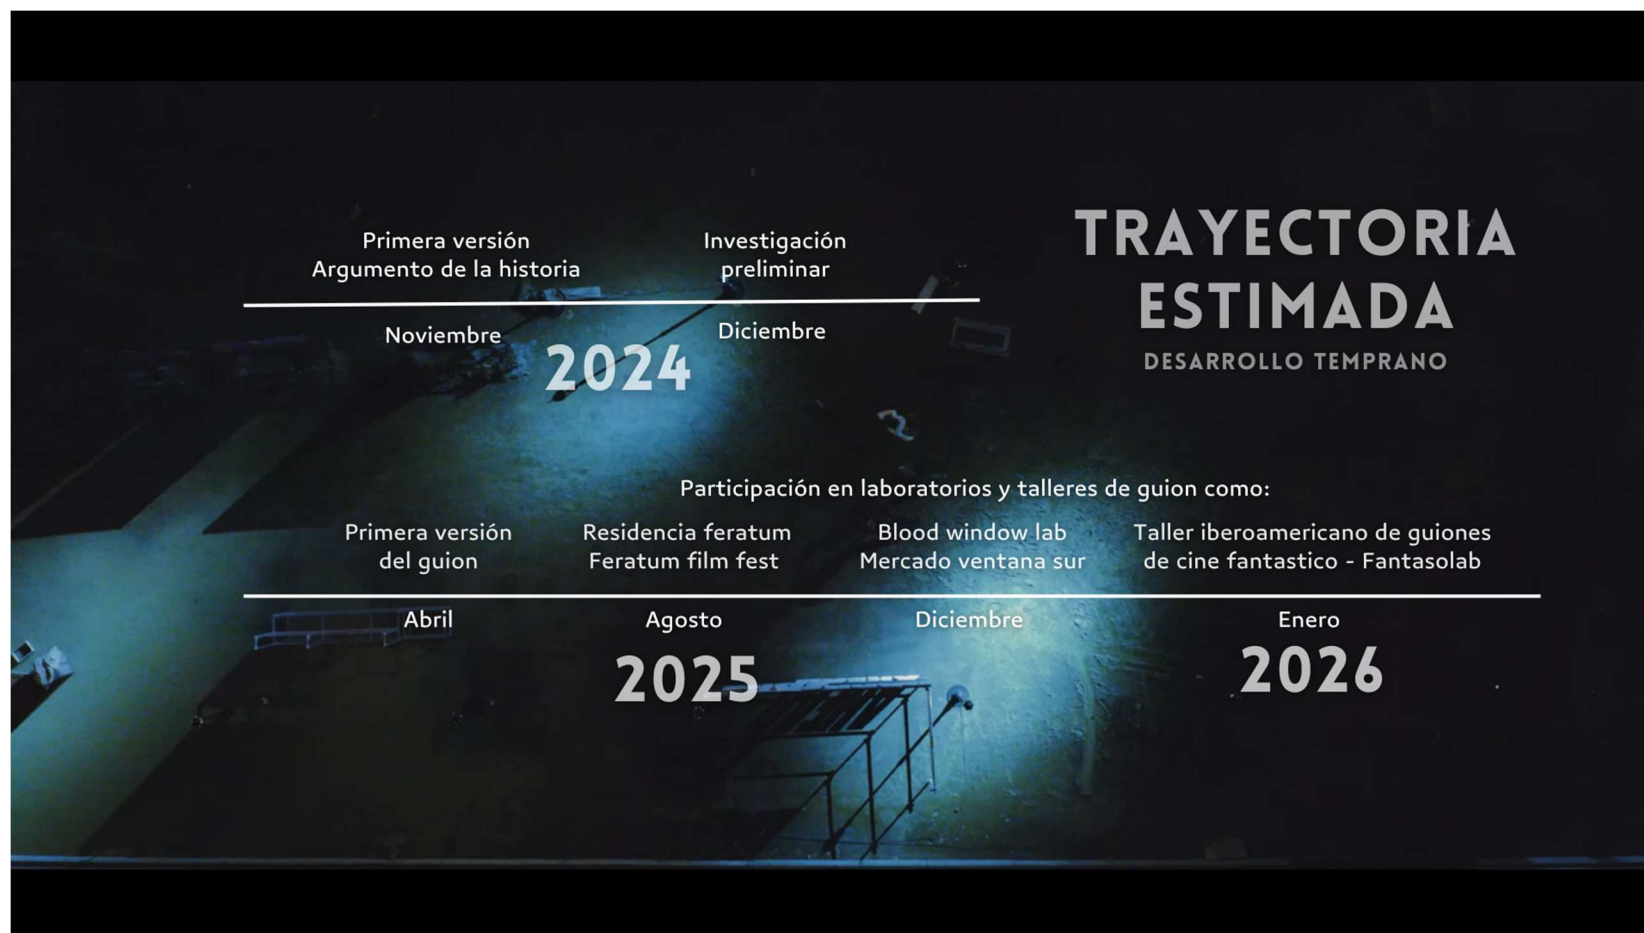 TRAYECTORIA
ESTIMADA
DESARROLLO TEMPRANO
Primera versión
Argumento de la historia
Investigación
preliminar
Noviembre
Diciembre
2024
Participación en laboratorios y talleres de guion como:
Primera versión
del guion
Residencia feratum
Feratum film fest
Blood window lab
Mercado ventana sur
Taller iberoamericano de guiones
de cine fantastico - Fantasolab
Abril
Agosto
Diciembre
Enero
2025
2026